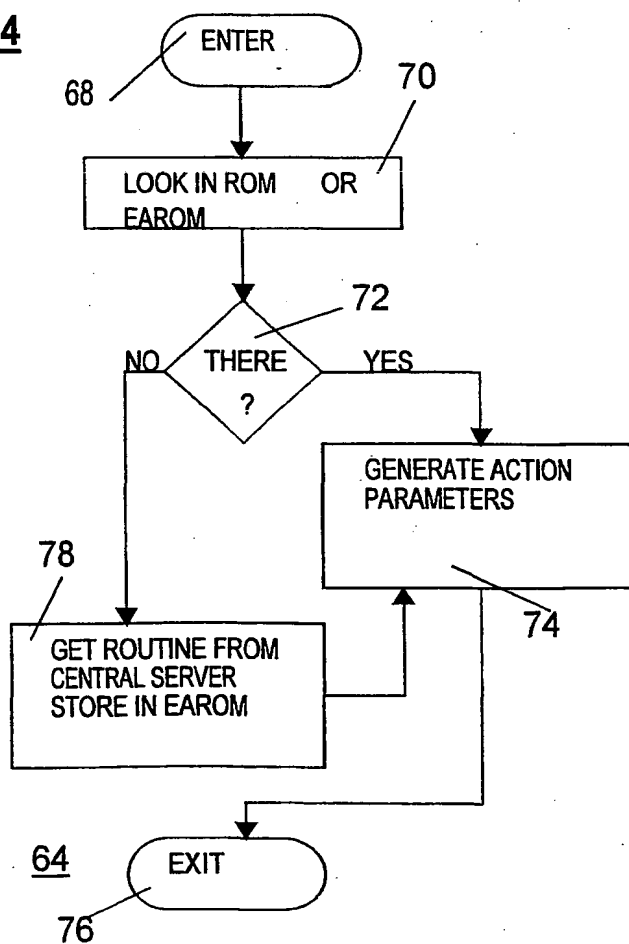 4
ENTER
68
70
LOOK IN ROM OR
EAROM
72
NO
THERE
?
YES
GENERATE ACTION
PARAMETERS
74
78
GET ROUTINE FROM
CENTRAL SERVER
STORE IN EAROM
64
EXIT
76